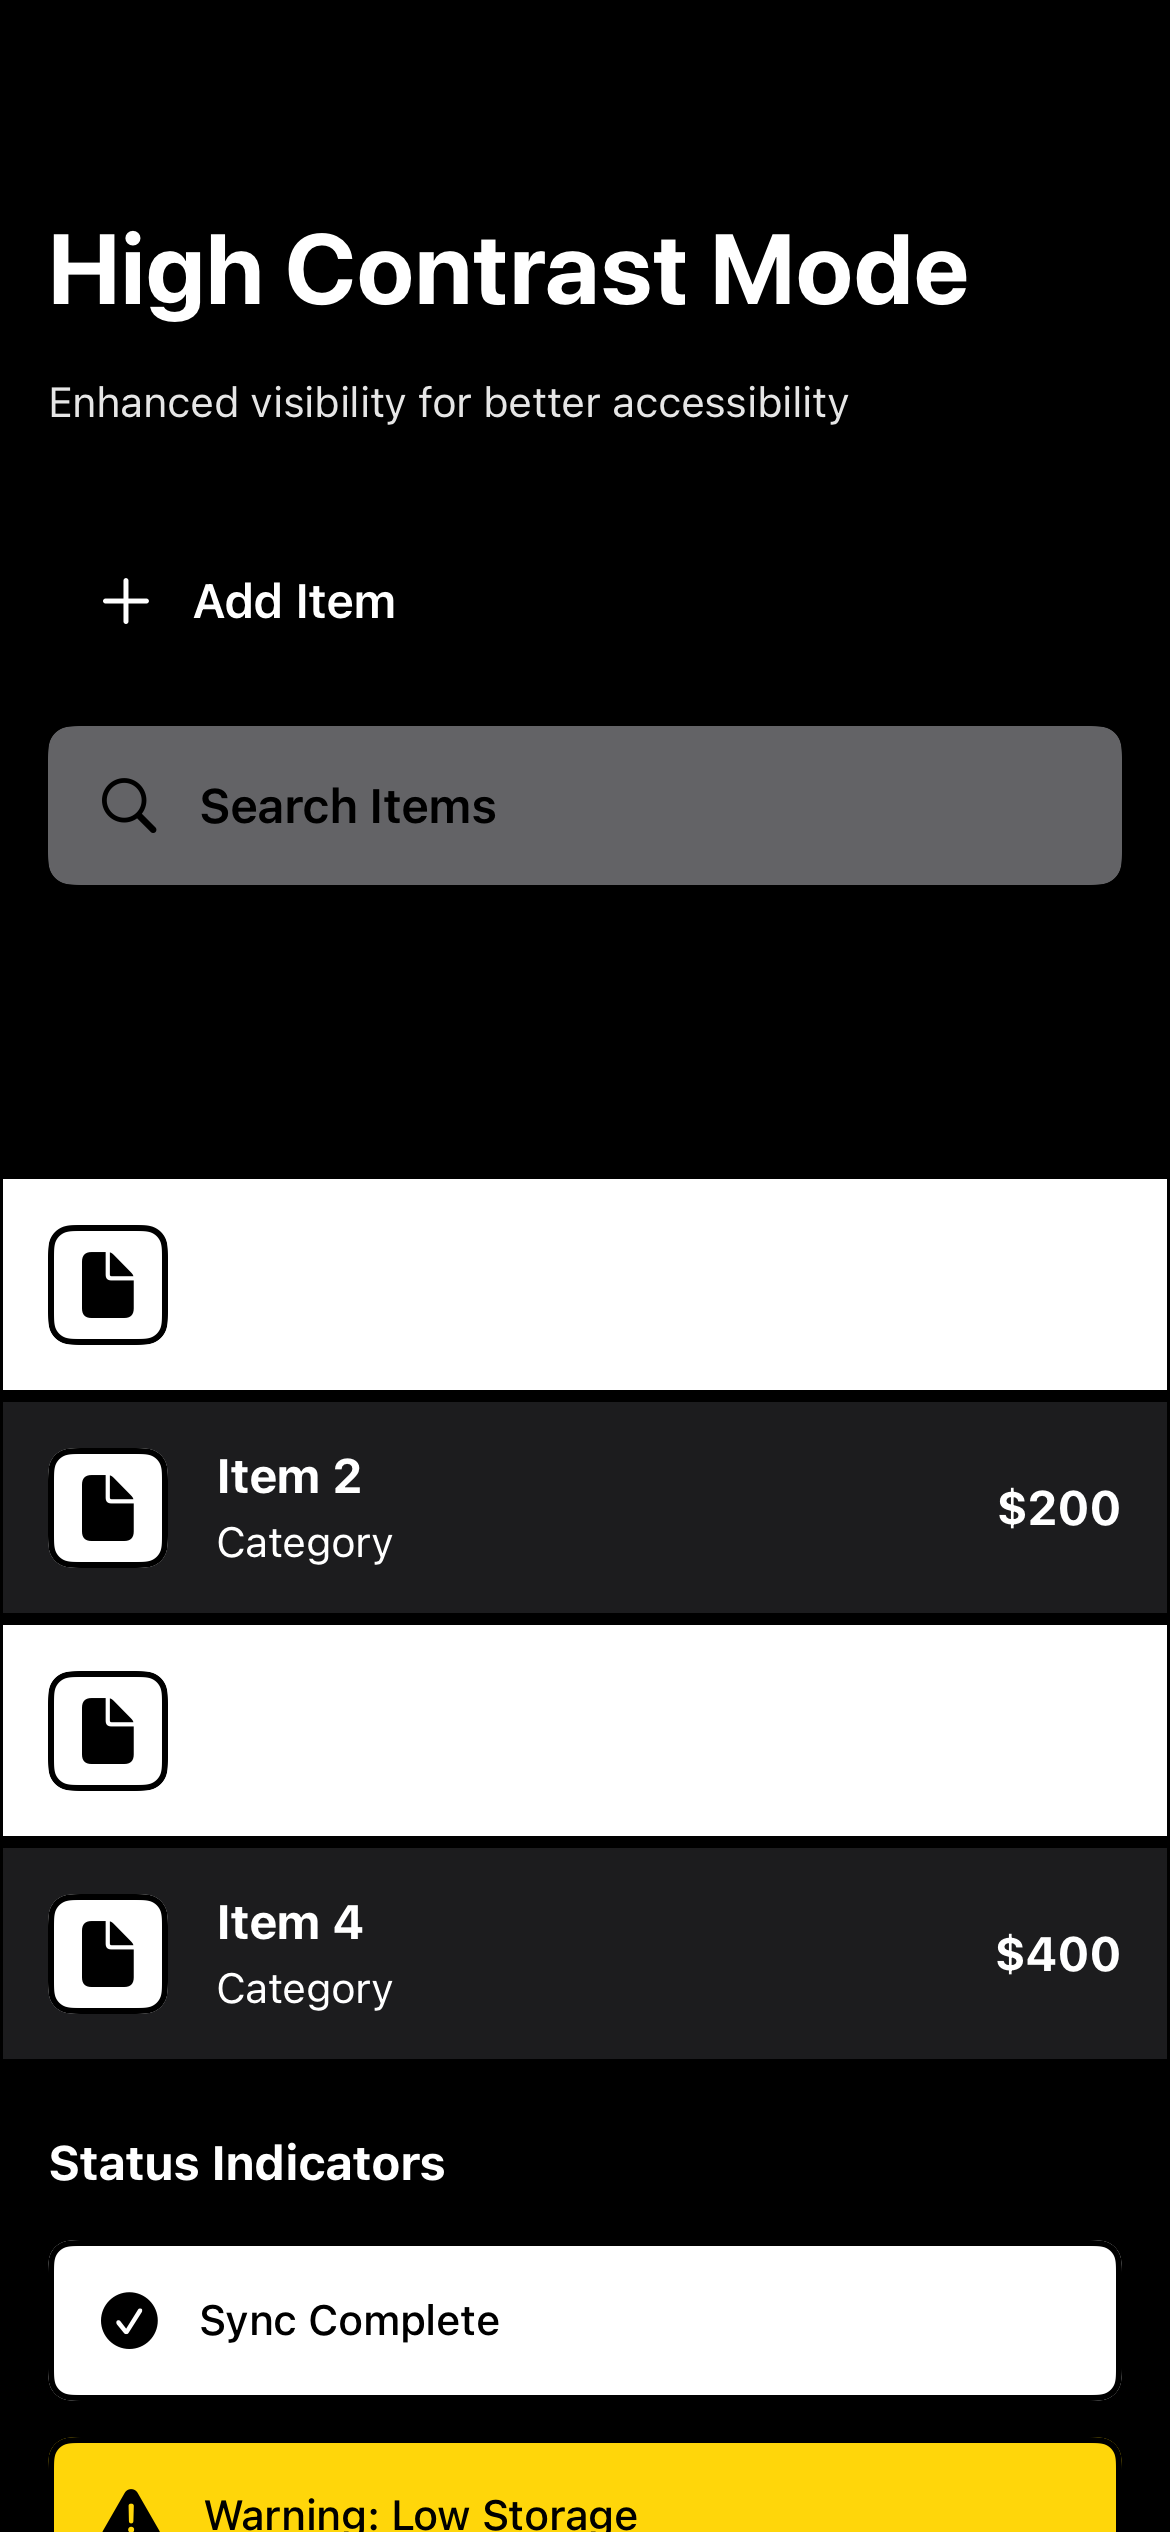 High Contrast Mode
Enhanced visibility for better accessibility
Add Item
Search Items
Item 2
Category
$200
Item 4
Category
$400
Status Indicators
Sync Complete
Warning: Low Storage